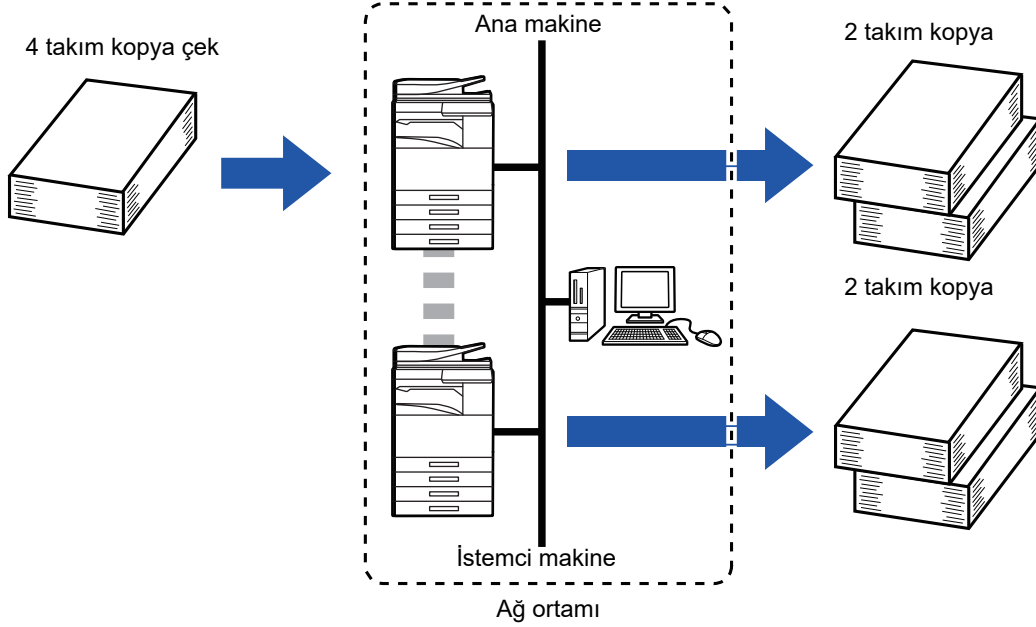 4 takım kopya çek
Ana makine
2 takım kopya
2 takım kopya
İstemci makine
Ağ ortamı